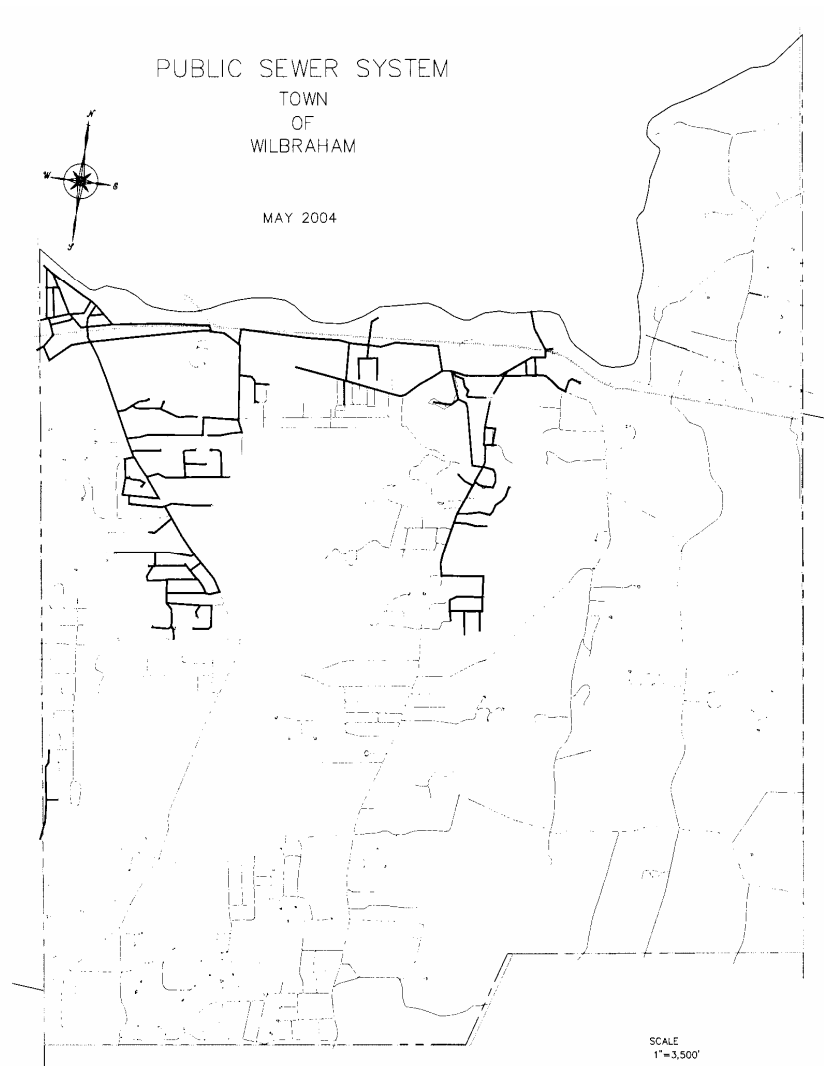 PUBLIC SEWER SYSTEM
TOWN
OF
WILBRAHAM
N
W
S
MAY 2004
SCALE
1"=3,500'